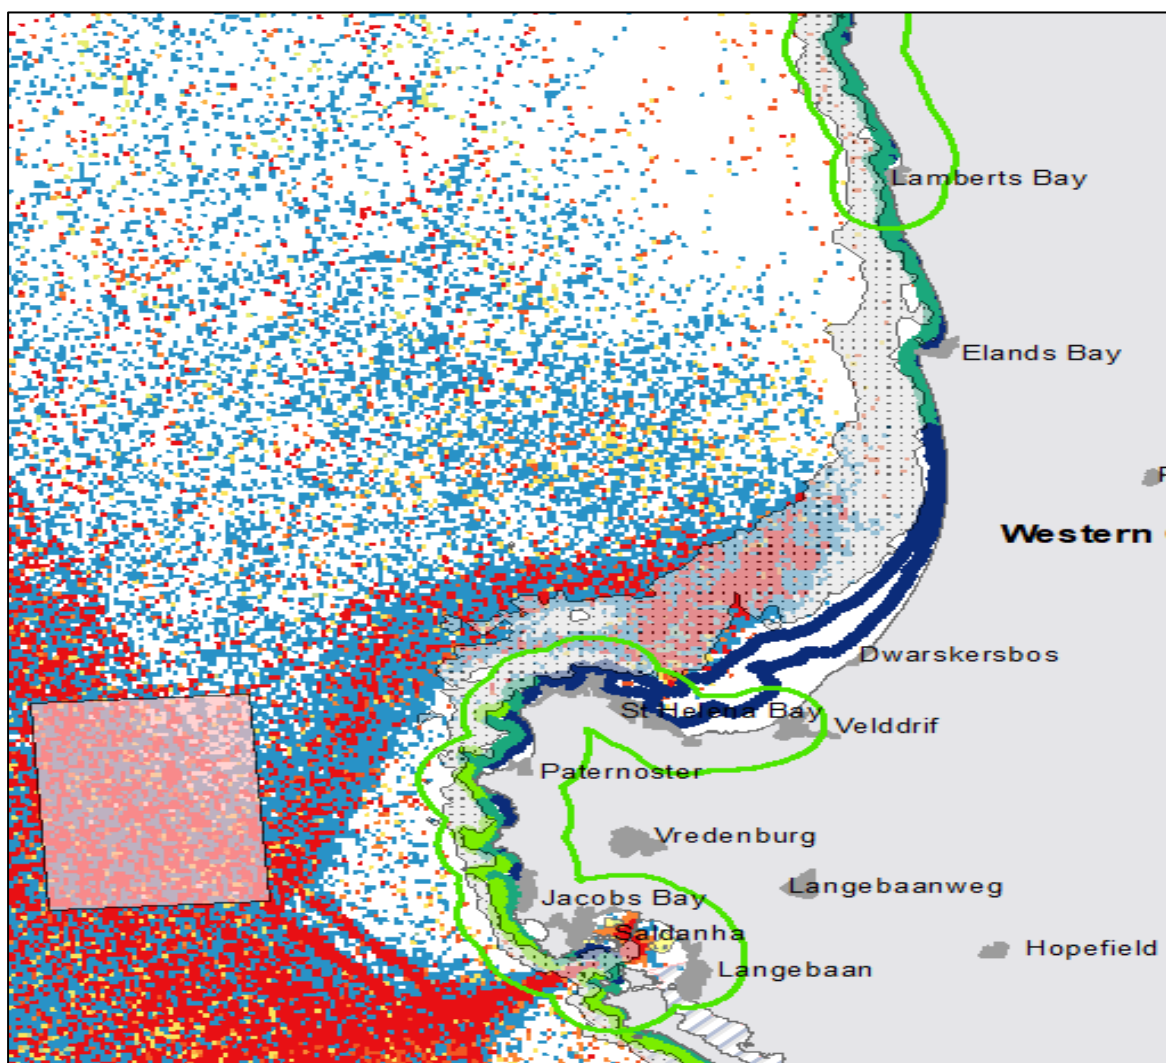 Lamberts Bay
Elands Bay
Western
Dwarskersbos
St Helena Bay
Velddrif
Paternoster
Vredenburg
Langebaanweg
Jacobs Bay
Saldanha
Hopefield
Langebaan